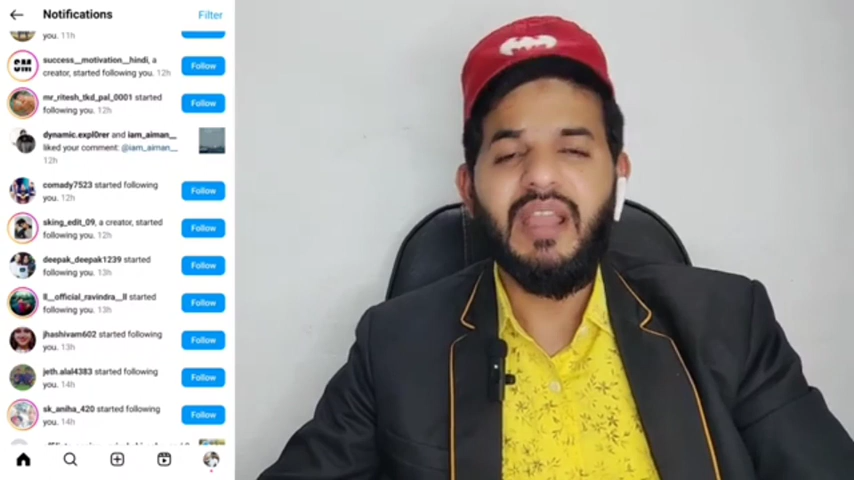 Notifications
Filter
you. 11h
success__motivation__hindi, a
creator, started following you. 12h
Follow
mr_ritesh_tkd_pal_0001 started
following you. 12h
Follow
dynamic.expl0rer and iam_aiman__
liked your comment: @iam_aiman__
12h
comady7523 started following
you. 12h
Follow
sking_edit_09, a creator, started
following you. 12h
Follow
deepak_deepak1239 started
following you. 13h
Follow
ll__official_ravindra__ll started
following you. 13h
Follow
jhashivam602 started following
you. 13h
Follow
jeth.alal4383 started following
you. 14h
Follow
sk_aniha_420 started following
you. 14h
Follow